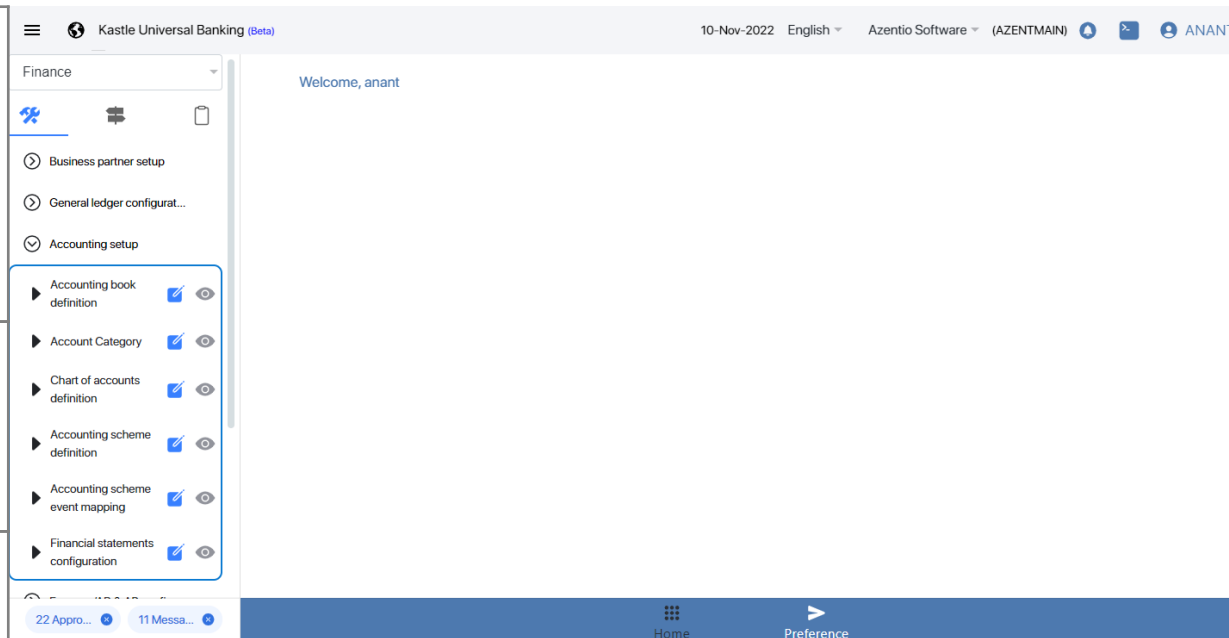 Kastle Universal Banking (Beta)
10-Nov-2022 English Azentio Software (AZENTMAIN) ANANT
Finance
Welcome, anant
Business partner setup
General ledger configurat...
Accounting setup
Accounting book
definition
Account Category
Chart of accounts
definition
Accounting scheme
definition
Accounting scheme
event mapping
Financial statements
configuration
22 Appro... 11 Messa...
Home Preference